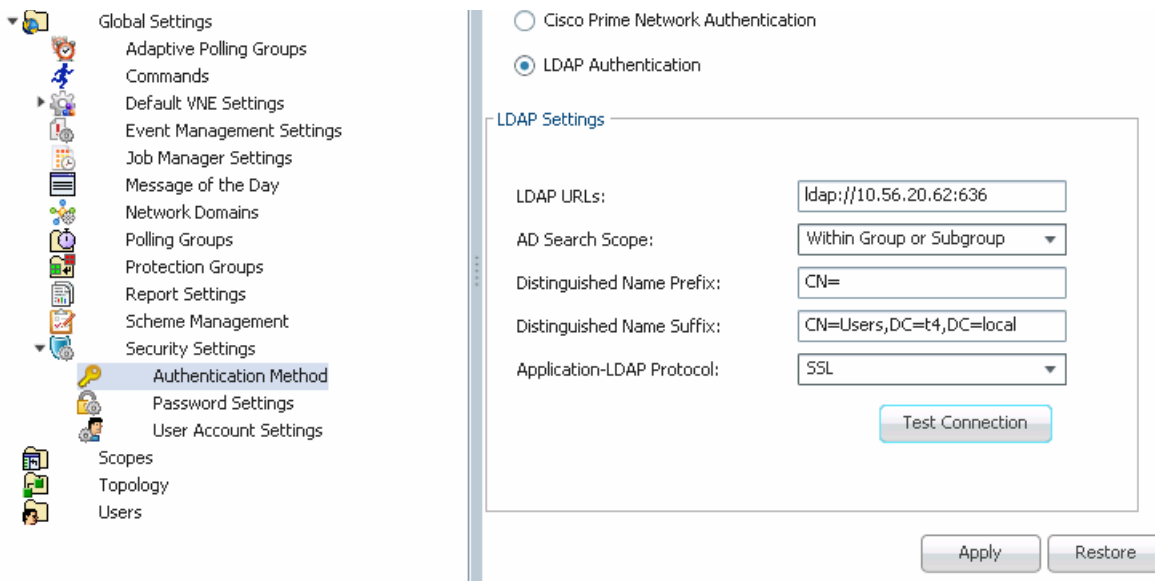 Global Settings
Adaptive Polling Groups
Commands
Default VNE Settings
Event Management Settings
Job Manager Settings
Message of the Day
Network Domains
Polling Groups
Protection Groups
Report Settings
Scheme Management
Security Settings
Authentication Method
Password Settings
User Account Settings
Scopes
Topology
Users
Cisco Prime Network Authentication
LDAP Authentication
LDAP Settings
LDAP URLs: ldap://10.56.20.62:636
AD Search Scope: Within Group or Subgroup
Distinguished Name Prefix: CN=
Distinguished Name Suffix: CN=Users,DC=t4,DC=local
Application-LDAP Protocol: SSL
Test Connection
Apply Restore